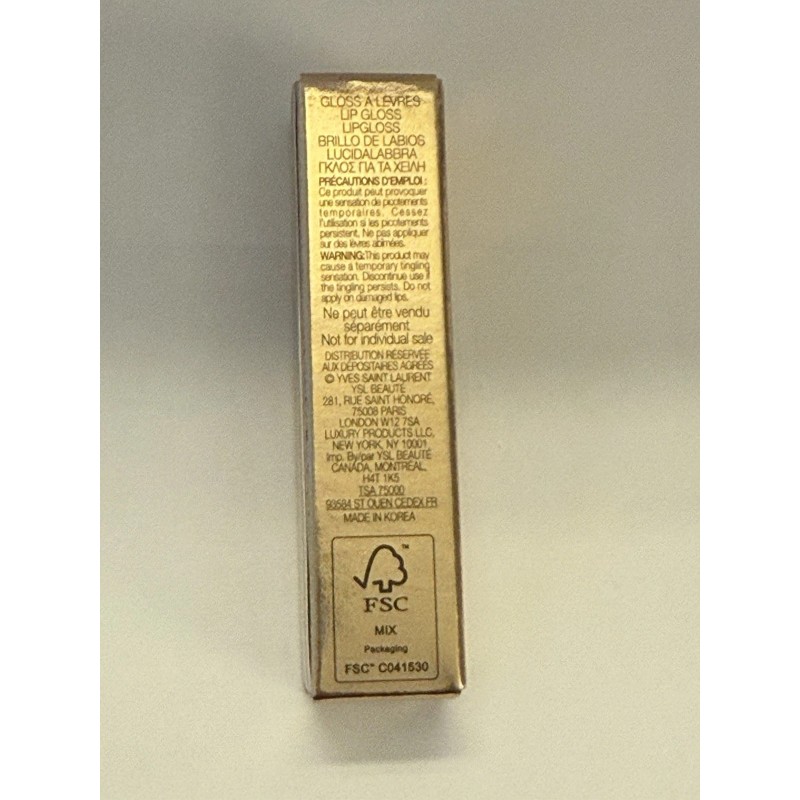 GLOSS À LÈVRES
LIP GLOSS
LIPGLOSS
BRILLO DE LABIOS
LUCIDALABBRA
ΓΚΛΟΣ ΓΙΑ ΤΑ ΧΕΙΛΗ
PRÉCAUTIONS D'EMPLOI :
Ce produit peut provoquer
une sensation de picotements
temporaires. Cessez
l'utilisation si les picotements
persistent. Ne pas appliquer
sur des lèvres abîmées.
WARNING:This product may
cause a temporary tingling
sensation. Discontinue use if
the tingling persists. Do not
apply on damaged lips.
Ne peut être vendu
séparément
Not for individual sale
DISTRIBUTION RÉSERVÉE
AUX DÉPOSITAIRES AGRÉÉS
© YVES SAINT LAURENT
YSL BEAUTÉ
281, RUE SAINT HONORÉ,
75008 PARIS
LONDON W12 7SA
LUXURY PRODUCTS LLC,
NEW YORK, NY 10001,
Imp. By/par YSL BEAUTÉ
CANADA, MONTRÉAL,
H4T 1K5
TSA 75000
93584 ST OUEN CEDEX FR
MADE IN KOREA
™
FSC
MIX
Packaging
FSC™ C041530